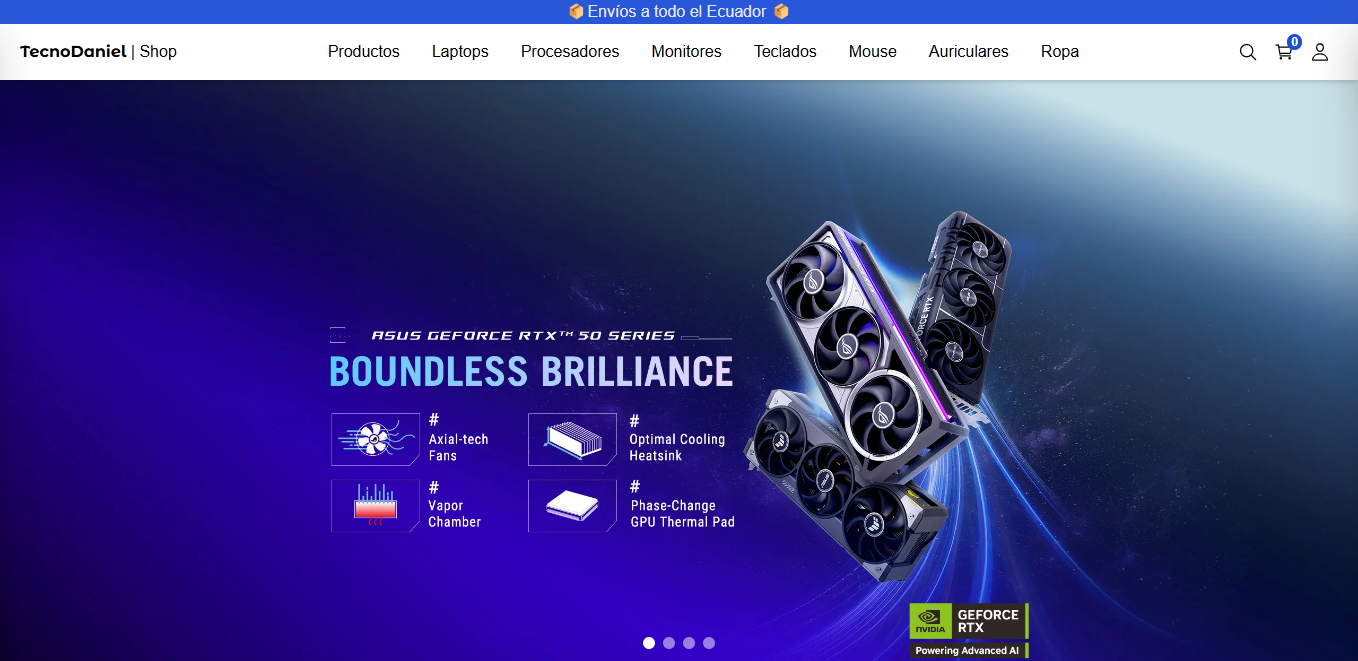 📦 Envíos a todo el Ecuador 📦
TecnoDaniel | Shop
Productos
Laptops
Procesadores
Monitores
Teclados
Mouse
Auriculares
Ropa
0
ASUS GEFORCE RTX™ 50 SERIES
BOUNDLESS BRILLIANCE
#
Axial-tech
Fans
#
Optimal Cooling
Heatsink
#
Vapor
Chamber
#
Phase-Change
GPU Thermal Pad
NVIDIA
GEFORCE
RTX
Powering Advanced AI